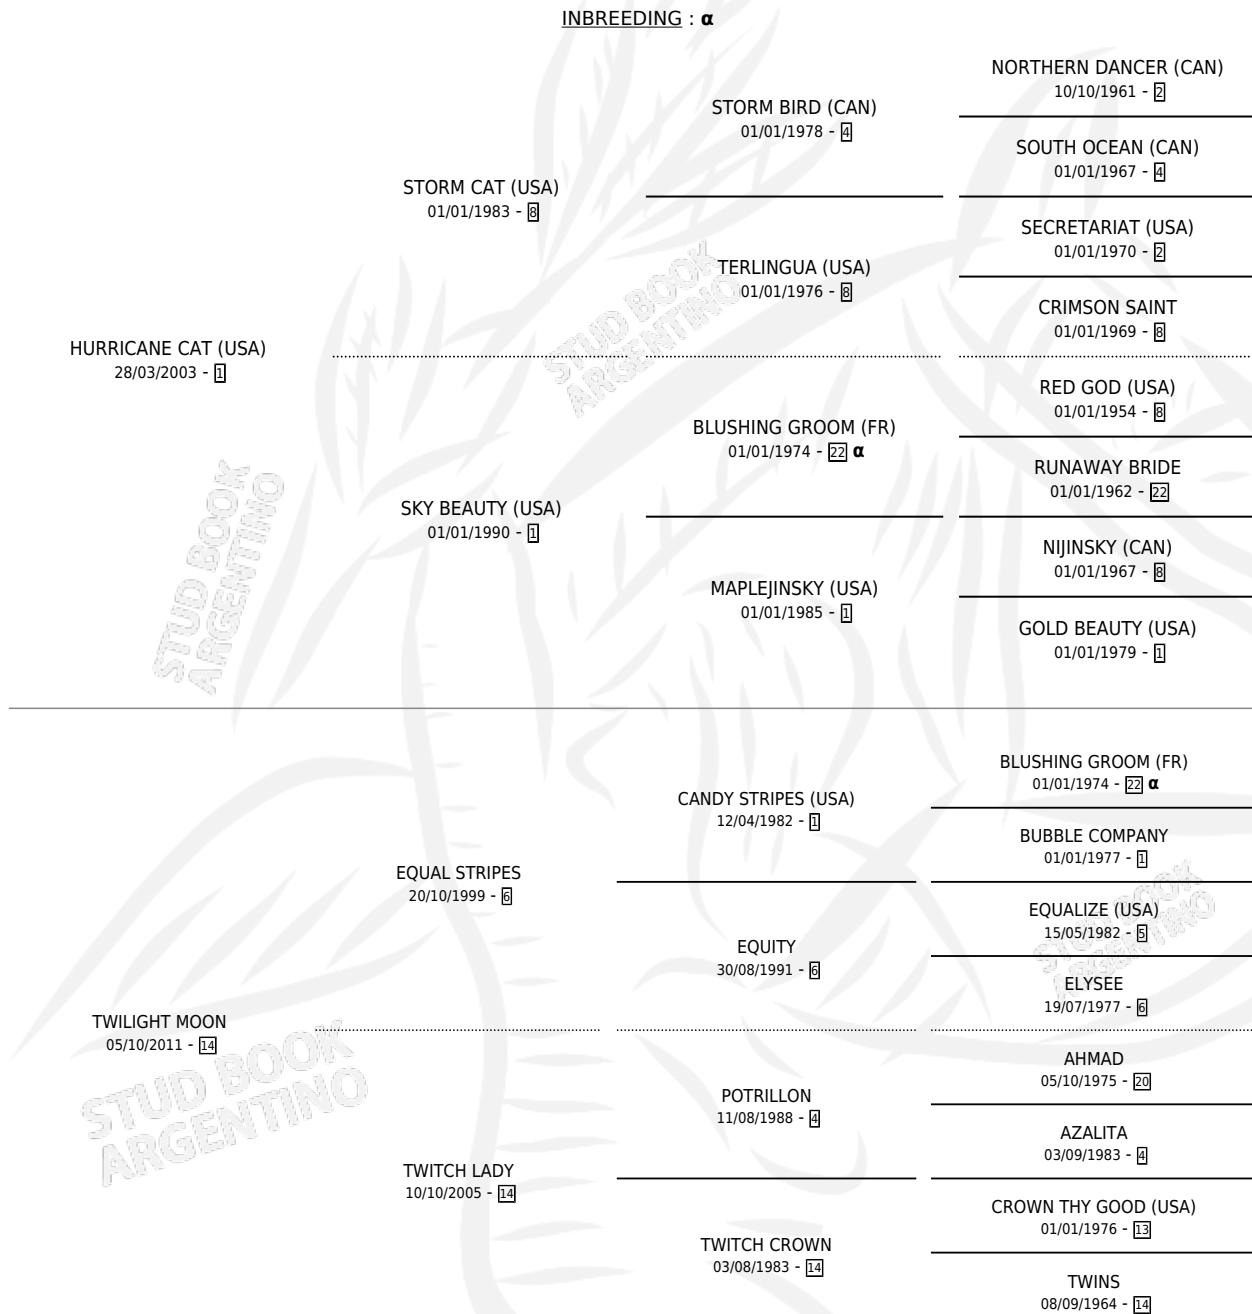 INBREEDING : α
NORTHERN DANCER (CAN)
10/10/1961 - 2
STORM BIRD (CAN)
01/01/1978 - 4
SOUTH OCEAN (CAN)
01/01/1967 - 4
STORM CAT (USA)
01/01/1983 - 8
SECRETARIAT (USA)
01/01/1970 - 2
TERLINGUA (USA)
01/01/1976 - 8
CRIMSON SAINT
01/01/1969 - 8
HURRICANE CAT (USA)
28/03/2003 - 1
RED GOD (USA)
01/01/1954 - 8
BLUSHING GROOM (FR)
01/01/1974 - 22 α
RUNAWAY BRIDE
01/01/1962 - 22
SKY BEAUTY (USA)
01/01/1990 - 1
NIJINSKY (CAN)
01/01/1967 - 8
MAPLEJINSKY (USA)
01/01/1985 - 1
GOLD BEAUTY (USA)
01/01/1979 - 1
BLUSHING GROOM (FR)
01/01/1974 - 22 α
CANDY STRIPES (USA)
12/04/1982 - 1
BUBBLE COMPANY
01/01/1977 - 1
EQUAL STRIPES
20/10/1999 - 6
EQUALIZE (USA)
15/05/1982 - 5
EQUITY
30/08/1991 - 6
ELYSEE
19/07/1977 - 6
TWILIGHT MOON
05/10/2011 - 14
AHMAD
05/10/1975 - 20
POTRILLON
11/08/1988 - 4
AZALITA
03/09/1983 - 4
TWITCH LADY
10/10/2005 - 14
CROWN THY GOOD (USA)
01/01/1976 - 13
TWITCH CROWN
03/08/1983 - 14
TWINS
08/09/1964 - 14
STUD BOOK
ARGENTINO
STUD BOOK
ARGENTINO
STUD BOOK
ARGENTINO
STUD BOOK
ARGENTINO